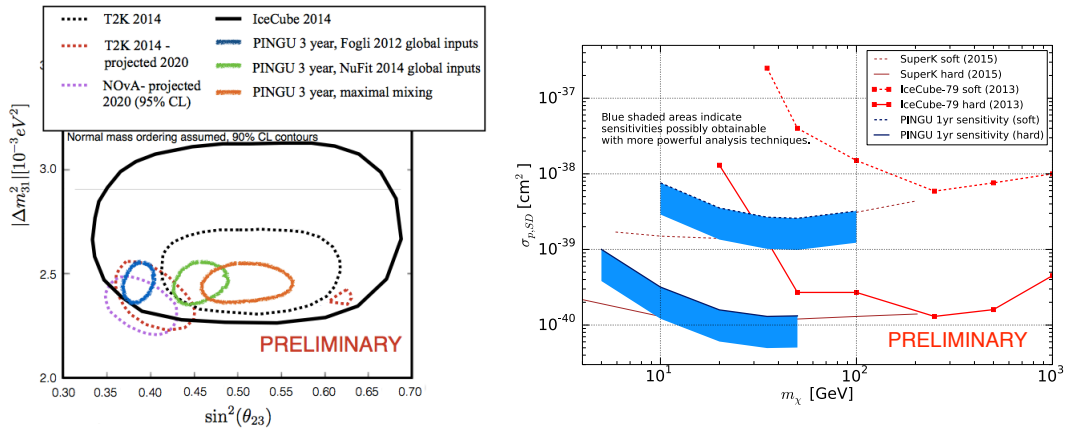 T2K 2014
T2K 2014 -
projected 2020
NOvA- projected
2020 (95% CL)
IceCube 2014
PINGU 3 year, Fogli 2012 global inputs
PINGU 3 year, NuFit 2014 global inputs
PINGU 3 year, maximal mixing
Normal mass ordering assumed, 90% CL contours
|Δm²₃₁|[10⁻³eV²]
3.0
2.5
2.0
PRELIMINARY
0.30 0.35 0.40 0.45 0.50 0.55 0.60 0.65 0.70
sin²(θ₂₃)
SuperK soft (2015)
SuperK hard (2015)
IceCube-79 soft (2013)
IceCube-79 hard (2013)
PINGU 1yr sensitivity (soft)
PINGU 1yr sensitivity (hard)
Blue shaded areas indicate
sensitivities possibly obtainable
with more powerful analysis techniques.
σp,SD [cm²]
10⁻³⁷
10⁻³⁸
10⁻³⁹
10⁻⁴⁰
PRELIMINARY
10¹ 10² 10³
mχ [GeV]